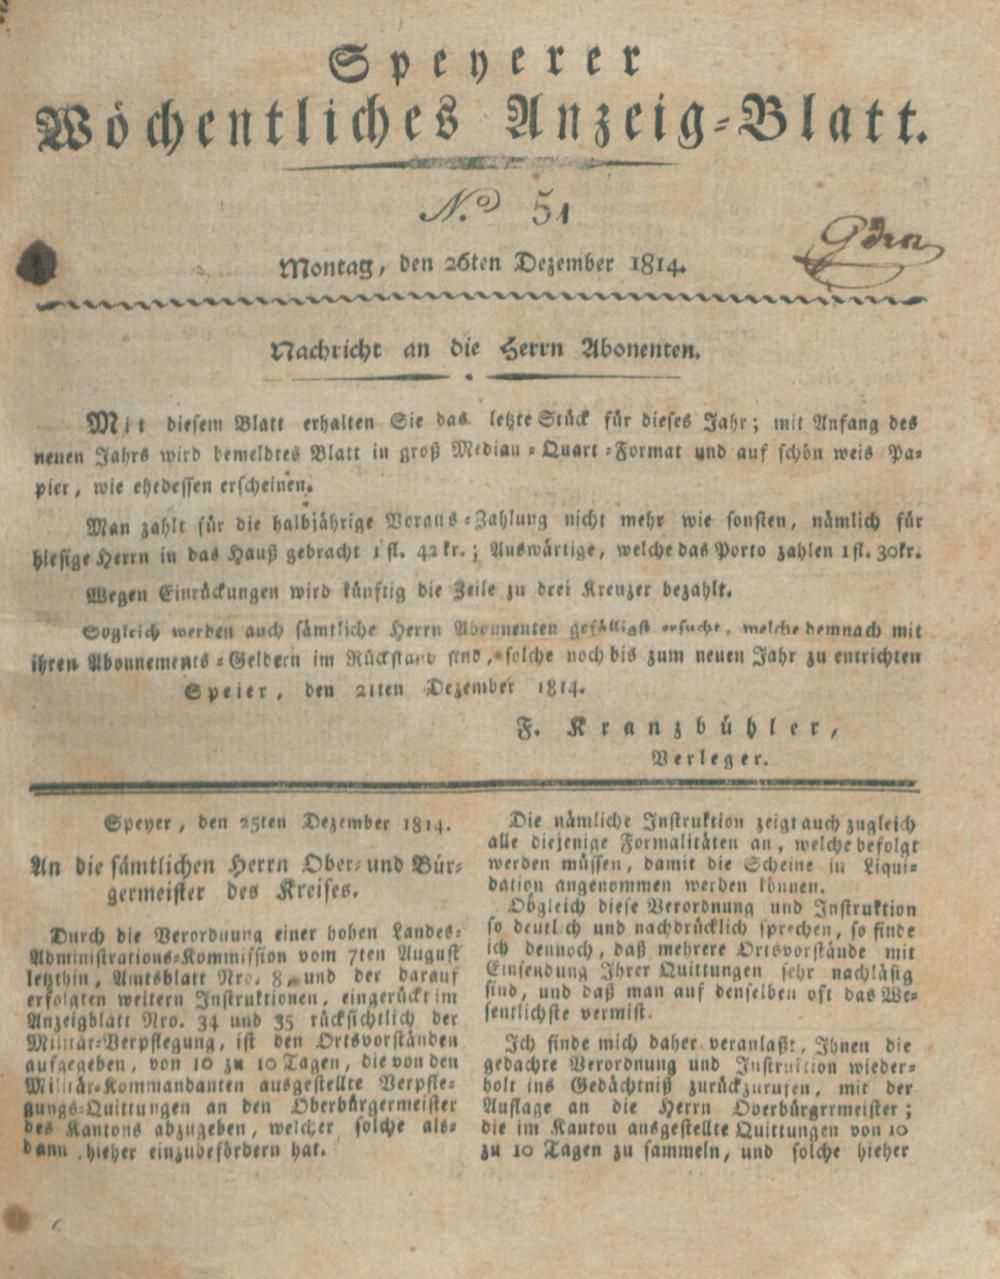 Speyerer
Wöchentliches Anzeig-Blatt.
No. 51
Montag, den 26ten Dezember 1814.
Nachricht an die Herrn Abonenten.
Mit diesem Blatt erhalten Sie das letzte Stück für dieses Jahr; mit Anfang des
neuen Jahrs wird bemeldtes Blatt in groß Median-Quart-Format und auf schön weis Pa-
pier, wie ehedessen erscheinen.
Man zahlt für die halbjährige Voraus-Zahlung nicht mehr wie sonsten, nämlich für
hiesige Herrn in das Hauß gebracht 1 fl. 42 kr.; Auswärtige, welche das Porto zahlen 1 fl. 30kr.
Wegen Einrückungen wird künftig die Zeile zu drei Kreuzer bezahlt.
Sogleich werden auch sämtliche Herrn Abonnenten gefälligst ersucht, welche demnach mit
ihren Abonnements-Geldern im Rückstand sind, solche noch bis zum neuen Jahr zu entrichten
Speier, den 21ten Dezember 1814.
F. Kranzbühler,
Verleger.
Speyer, den 25ten Dezember 1814.
An die sämtlichen Herrn Ober- und Bür-
germeister des Kreises.
Durch die Verordnung einer hohen Landes-
Administrations-Kommission vom 7ten August
letzthin, Amtsblatt Nro. 8, und der darauf
erfolgten weitern Instruktionen, eingerückt im
Anzeigblatt Nro. 34 und 35 rücksichtlich der
Militär-Verpflegung, ist den Ortsvorständen
aufgegeben, von 10 zu 10 Tagen, die von den
Militär-Kommandanten ausgestellte Verpfle-
gungs-Quittungen an den Oberbürgermeister
des Kantons abzugeben, welcher solche als-
dann hieher einzubefördern hat.
Die nämliche Instruktion zeigt auch zugleich
alle diejenige Formalitäten an, welche befolgt
werden müssen, damit die Scheine in Liqui-
dation angenommen werden können.
Obgleich diese Verordnung und Instruktion
so deutlich und nachdrücklich sprechen, so finde
ich dennoch, daß mehrere Ortsvorstände mit
Einsendung Ihrer Quittungen sehr nachläsig
sind, und daß man auf denselben oft das We-
sentlichste vermist.
Ich finde mich daher veranlaßt, Ihnen die
gedachte Verordnung und Instruktion wieder-
holt ins Gedächtniß zurückzurufen, mit der
Auflage an die Herrn Oberbürgrrmeister;
die im Kanton ausgestellte Quittungen von 10
zu 10 Tagen zu sammeln, und solche hieher